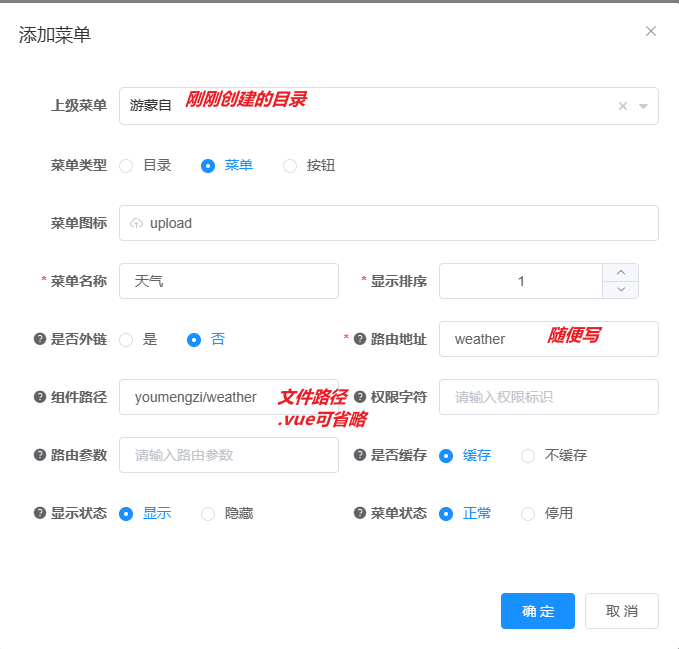 添加菜单
上级菜单 游蒙自 刚刚创建的目录
菜单类型 目录 菜单 按钮
菜单图标 upload
* 菜单名称 天气 * 显示排序 1
? 是否外链 是 否 * ? 路由地址 weather 随便写
? 组件路径 youmengzi/weather 文件路径 ? 权限字符 请输入权限标识
.vue可省略
? 路由参数 请输入路由参数 ? 是否缓存 缓存 不缓存
? 显示状态 显示 隐藏 ? 菜单状态 正常 停用
确 定 取 消